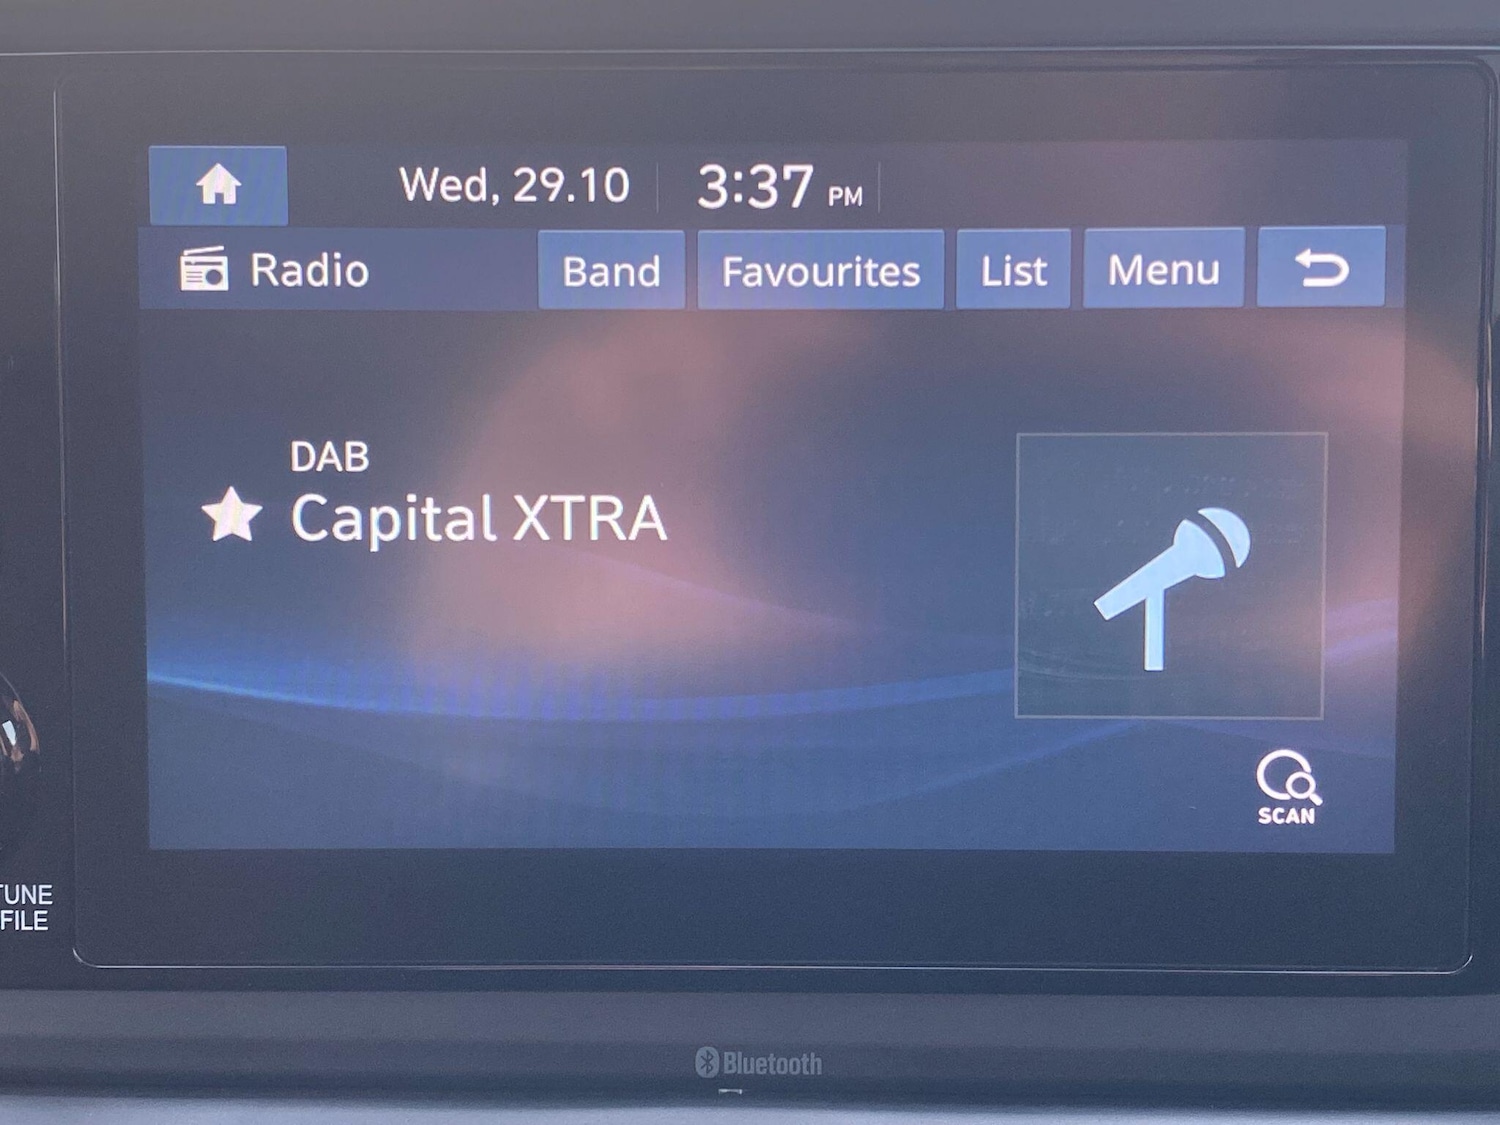 Wed, 29.10 3:37 PM
Radio Band Favourites List Menu
DAB
Capital XTRA
SCAN
TUNE
FILE
Bluetooth